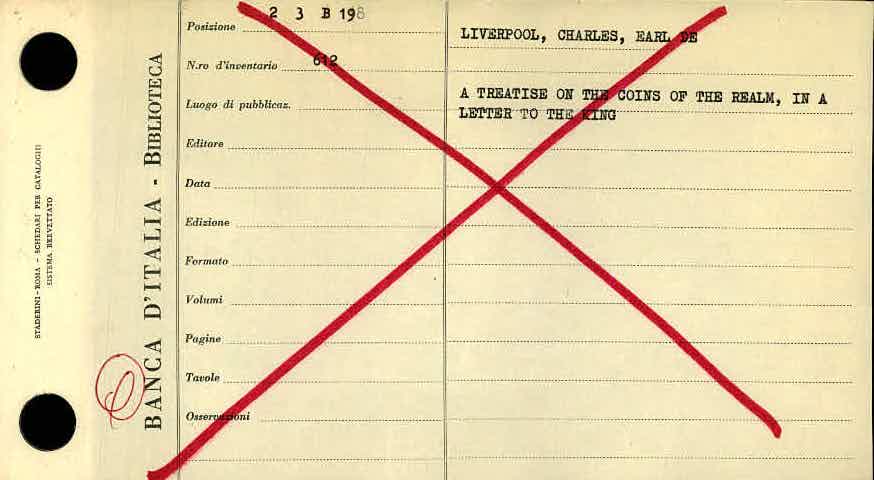 STADERINI-ROMA - SCHEDARI PER CATALOGHI
SISTEMA BREVETTATO
BANCA D'ITALIA - BIBLIOTECA
Posizione 2 3 B 198
N.ro d'inventario 612
Luogo di pubblicaz.
Editore
Data
Edizione
Formato
Volumi
Pagine
Tavole
Osservazioni
LIVERPOOL, CHARLES, EARL DE
A TREATISE ON THE COINS OF THE REALM, IN A
LETTER TO THE KING